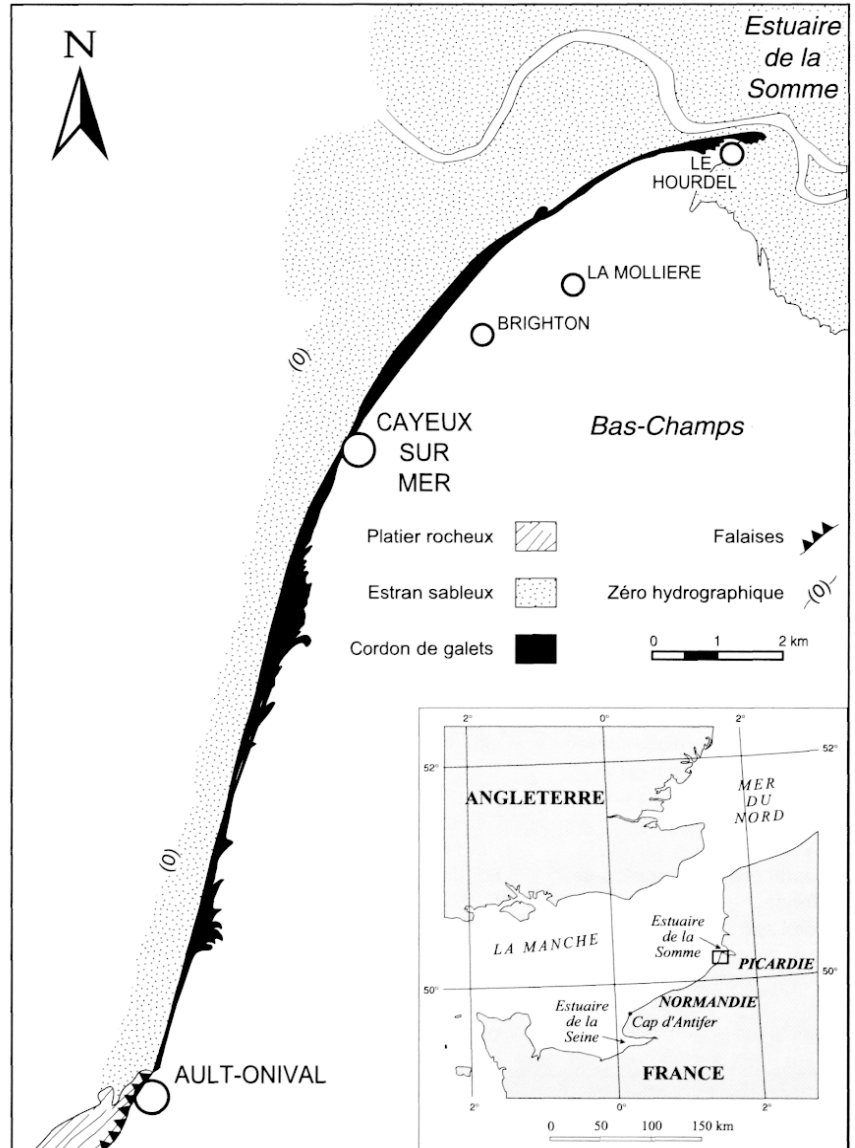 N
Estuaire
de la
Somme
LE
HOURDEL
LA MOLLIERE
BRIGHTON
(0)
CAYEUX
SUR
MER
Bas-Champs
Platier rocheux
Falaises
Estran sableux
Zéro hydrographique
(0)
Cordon de galets
0 1 2 km
(0)
AULT-ONIVAL
2° 0° 2°
52°
52°
ANGLETERRE
MER
DU
NORD
LA MANCHE
Estuaire
de la
Somme
PICARDIE
50°
50°
NORMANDIE
Cap d'Antifer
Estuaire
de la
Seine
FRANCE
2° 0° 2°
0 50 100 150 km